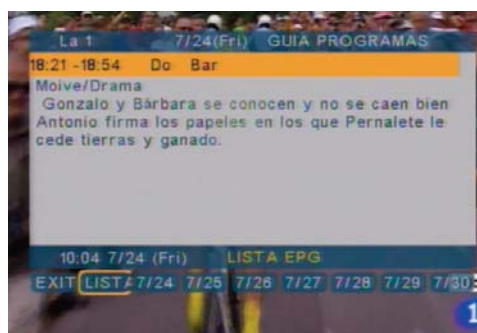 La 1 7/24(Fri) GUIA PROGRAMAS
18:21 -18:54 Do Bar
Moive/Drama
Gonzalo y Bárbara se conocen y no se caen bien
Antonio firma los papeles en los que Pernalete le
cede tierras y ganado.
10:04 7/24 (Fri) LISTA EPG
EXIT LISTA 7/24 7/25 7/26 7/27 7/28 7/29 7/30
1